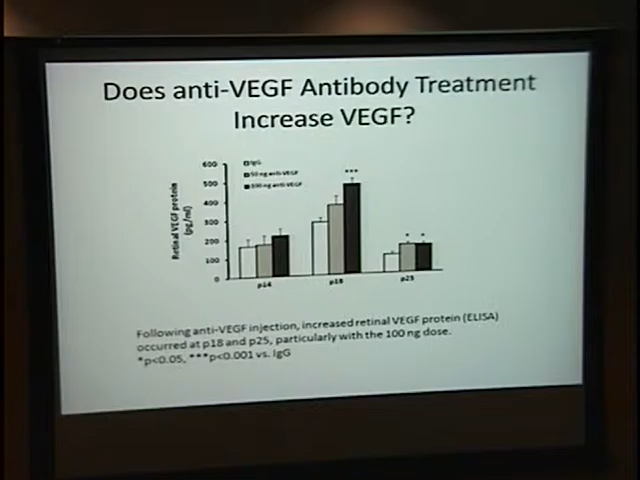 Does anti-VEGF Antibody Treatment
Increase VEGF?
600
500
400
300
200
100
0
Retinal VEGF protein
(pg/ml)
IgG
50 ng anti-VEGF
100 ng anti-VEGF
***
* *
p14 p18 p25
Following anti-VEGF injection, increased retinal VEGF protein (ELISA)
occurred at p18 and p25, particularly with the 100 ng dose.
*p<0.05, ***p<0.001 vs. IgG